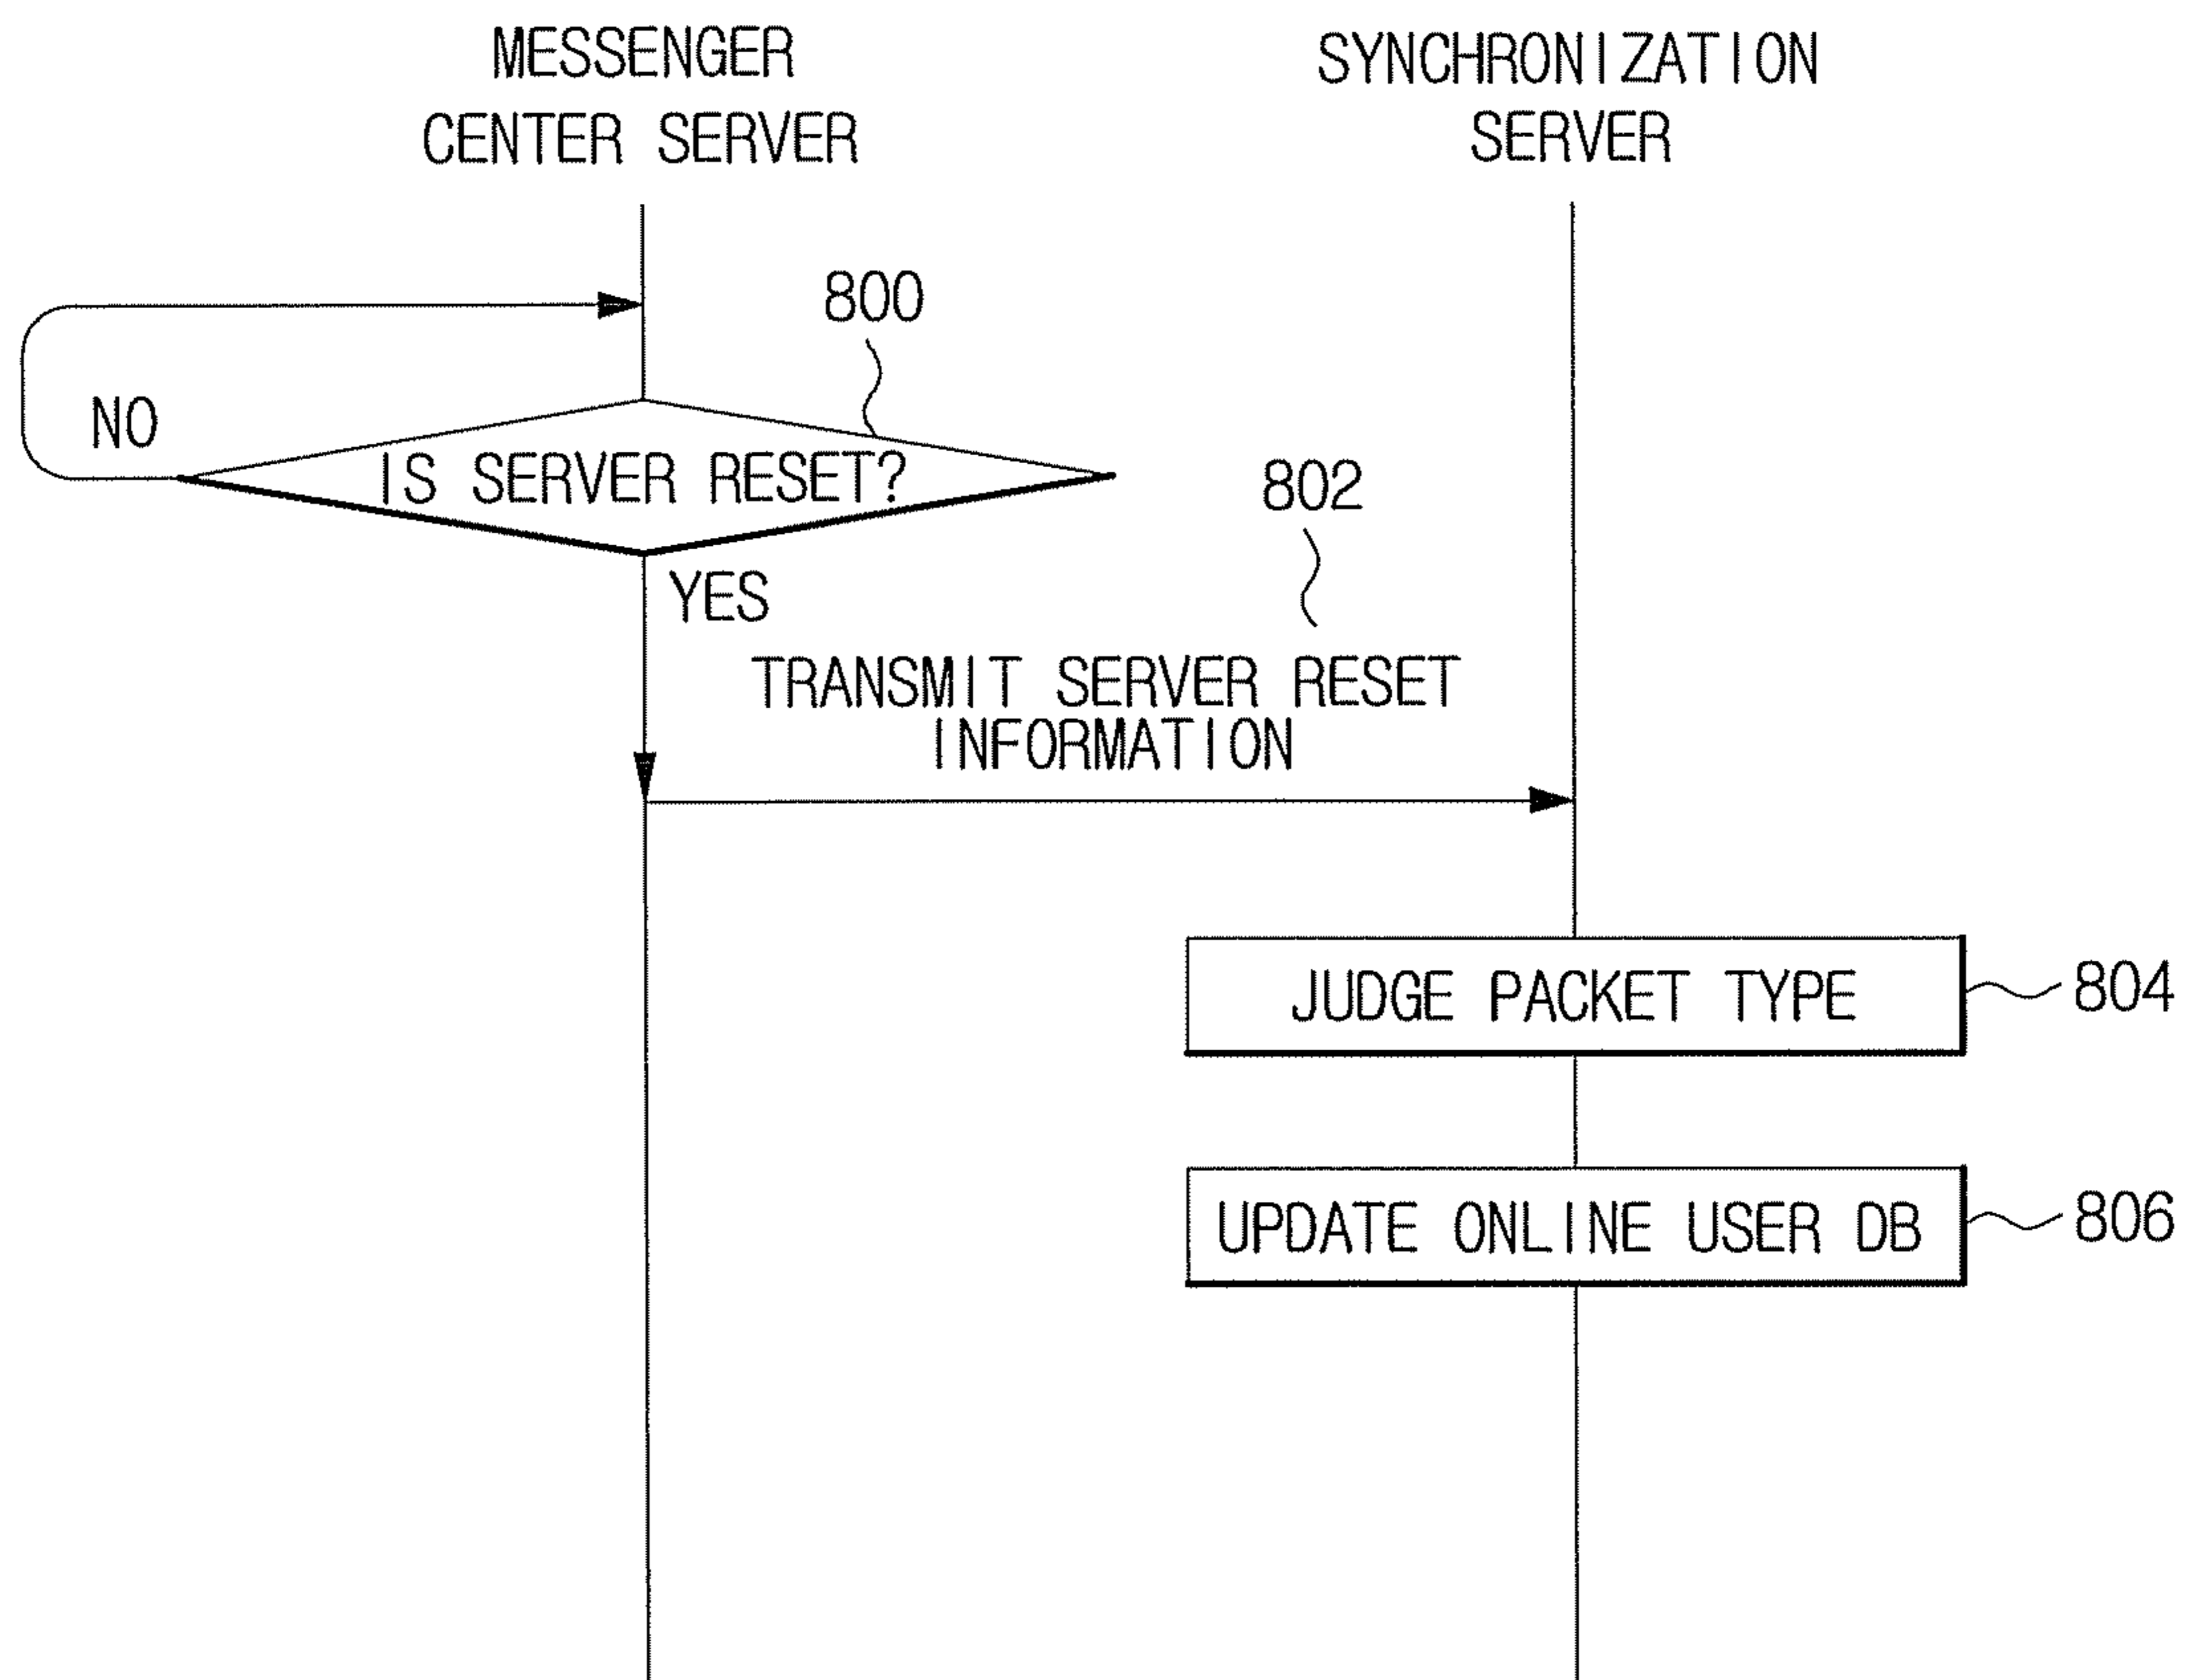 MESSENGER
CENTER SERVER
SYNCHRONIZATION
SERVER
800
NO
IS SERVER RESET?
802
YES
TRANSMIT SERVER RESET
INFORMATION
JUDGE PACKET TYPE
804
UPDATE ONLINE USER DB
806